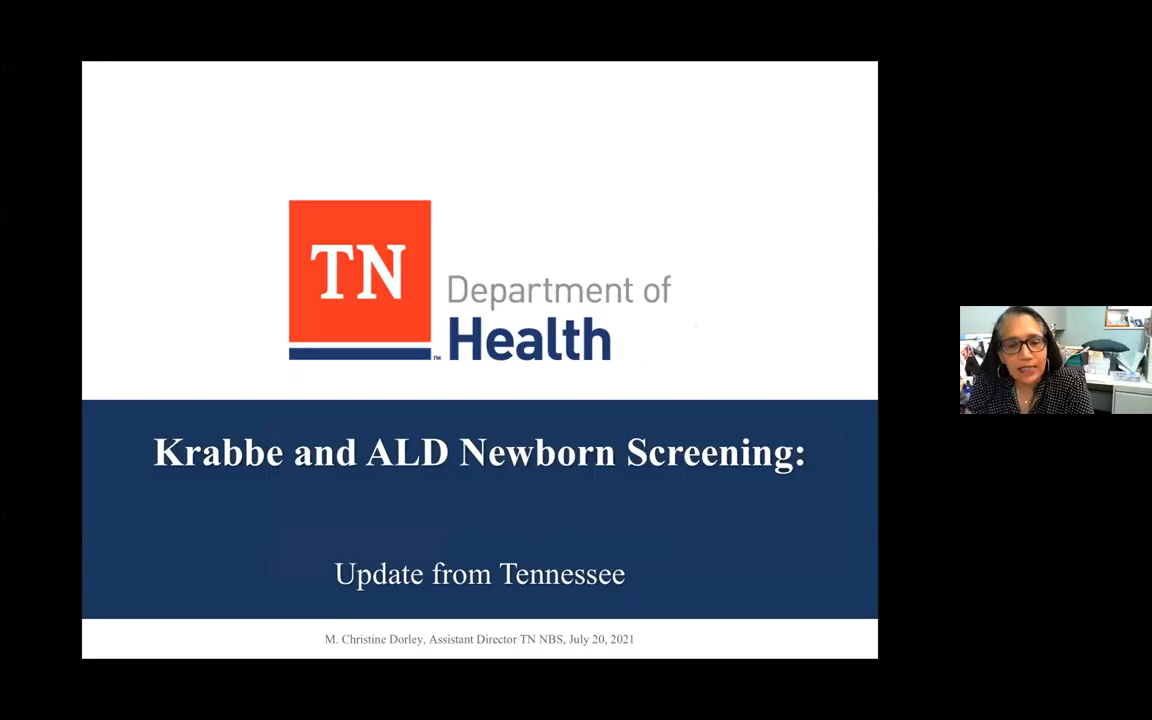 TN
Department of
Health
™
Krabbe and ALD Newborn Screening:
Update from Tennessee
M. Christine Dorley, Assistant Director TN NBS, July 20, 2021